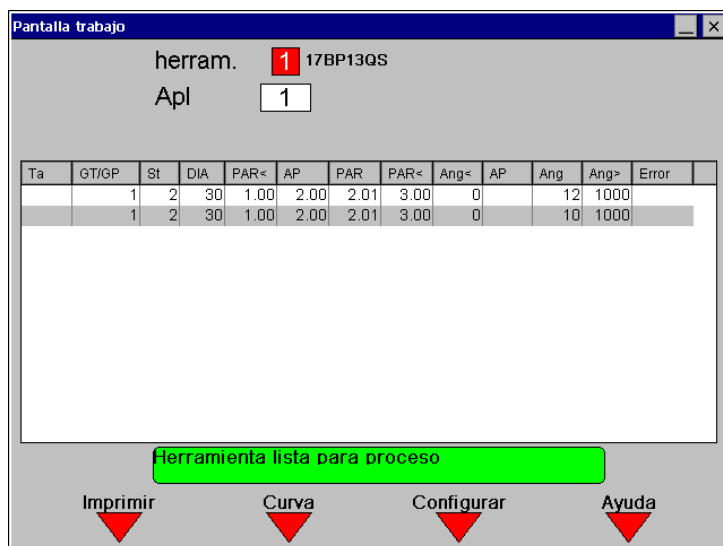 Pantalla trabajo
herram. 1 17BP13QS
Apl 1
Ta GT/GP St DIA PAR< AP PAR PAR< Ang< AP Ang Ang> Error
1 2 30 1.00 2.00 2.01 3.00 0 12 1000
1 2 30 1.00 2.00 2.01 3.00 0 10 1000
Herramienta lista para proceso
Imprimir Curva Configurar Ayuda